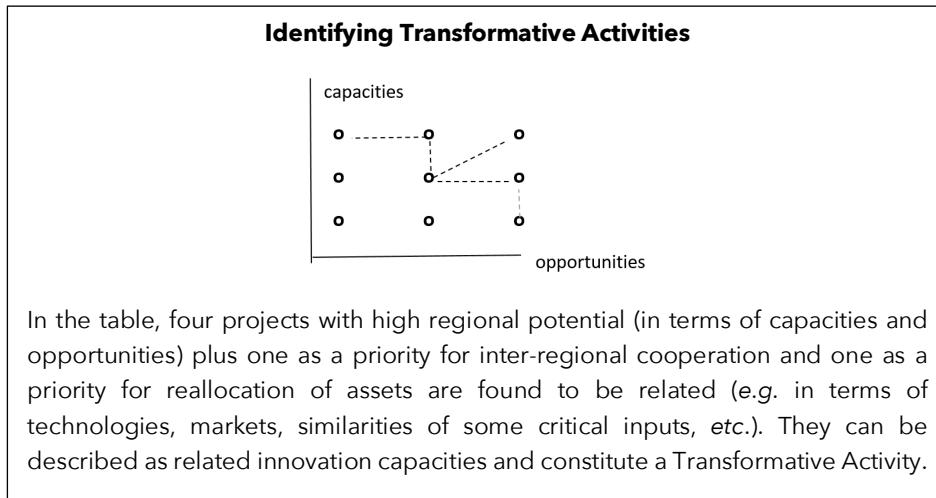 Identifying Transformative Activities
capacities
o o o
o o o
o o o
opportunities
In the table, four projects with high regional potential (in terms of capacities and
opportunities) plus one as a priority for inter-regional cooperation and one as a
priority for reallocation of assets are found to be related (e.g. in terms of
technologies, markets, similarities of some critical inputs, etc.). They can be
described as related innovation capacities and constitute a Transformative Activity.